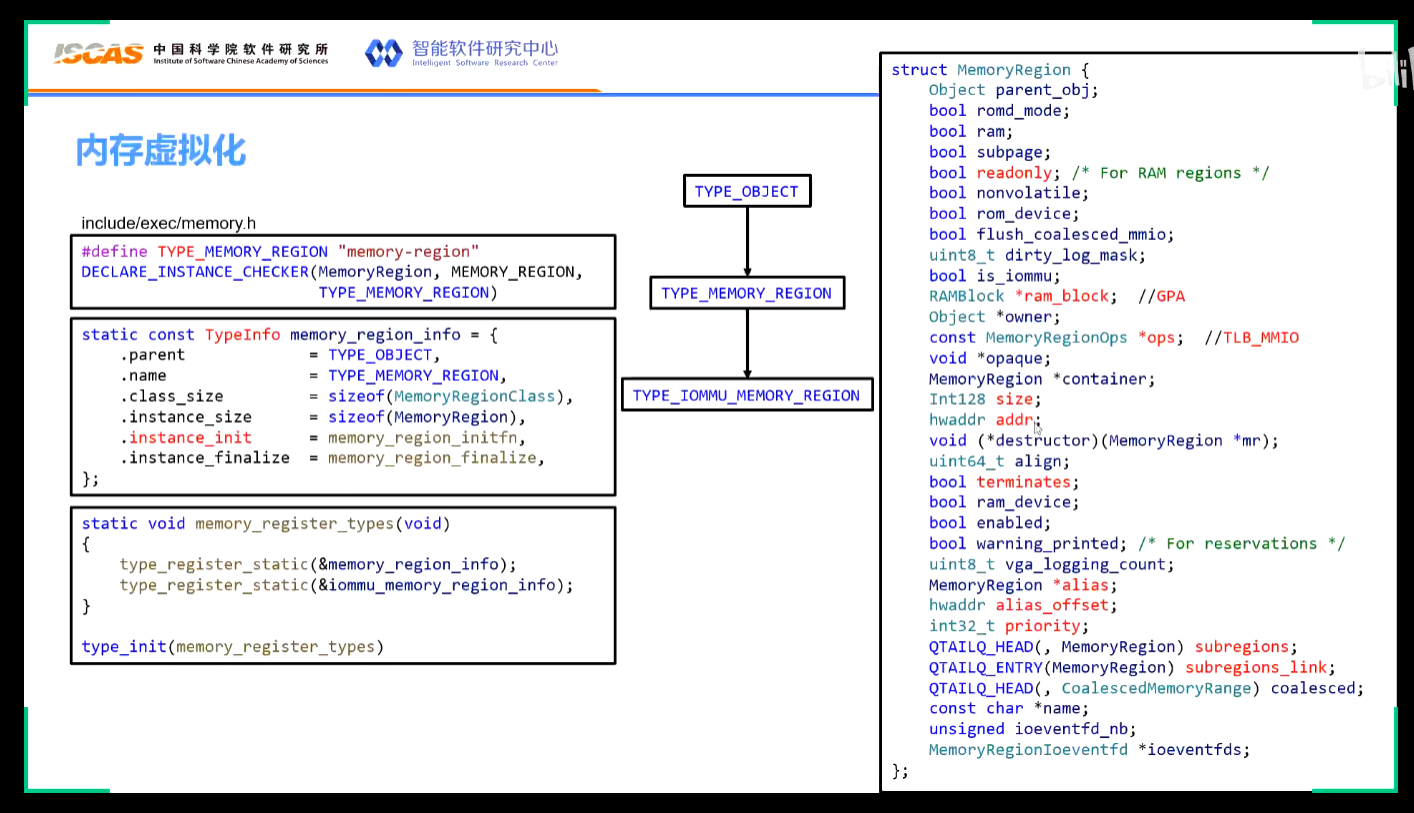 ISCAS 中国科学院软件研究所
Institute of Software Chinese Academy of Sciences
智能软件研究中心
Intelligent Software Research Center
内存虚拟化
include/exec/memory.h
#define TYPE_MEMORY_REGION "memory-region"
DECLARE_INSTANCE_CHECKER(MemoryRegion, MEMORY_REGION,
                         TYPE_MEMORY_REGION)
static const TypeInfo memory_region_info = {
    .parent             = TYPE_OBJECT,
    .name               = TYPE_MEMORY_REGION,
    .class_size         = sizeof(MemoryRegionClass),
    .instance_size      = sizeof(MemoryRegion),
    .instance_init      = memory_region_initfn,
    .instance_finalize  = memory_region_finalize,
};
static void memory_register_types(void)
{
    type_register_static(&memory_region_info);
    type_register_static(&iommu_memory_region_info);
}
type_init(memory_register_types)
TYPE_OBJECT
TYPE_MEMORY_REGION
TYPE_IOMMU_MEMORY_REGION
struct MemoryRegion {
    Object parent_obj;
    bool romd_mode;
    bool ram;
    bool subpage;
    bool readonly; /* For RAM regions */
    bool nonvolatile;
    bool rom_device;
    bool flush_coalesced_mmio;
    uint8_t dirty_log_mask;
    bool is_iommu;
    RAMBlock *ram_block;  //GPA
    Object *owner;
    const MemoryRegionOps *ops;  //TLB_MMIO
    void *opaque;
    MemoryRegion *container;
    Int128 size;
    hwaddr addr;
    void (*destructor)(MemoryRegion *mr);
    uint64_t align;
    bool terminates;
    bool ram_device;
    bool enabled;
    bool warning_printed; /* For reservations */
    uint8_t vga_logging_count;
    MemoryRegion *alias;
    hwaddr alias_offset;
    int32_t priority;
    QTAILQ_HEAD(, MemoryRegion) subregions;
    QTAILQ_ENTRY(MemoryRegion) subregions_link;
    QTAILQ_HEAD(, CoalescedMemoryRange) coalesced;
    const char *name;
    unsigned ioeventfd_nb;
    MemoryRegionIoeventfd *ioeventfds;
};